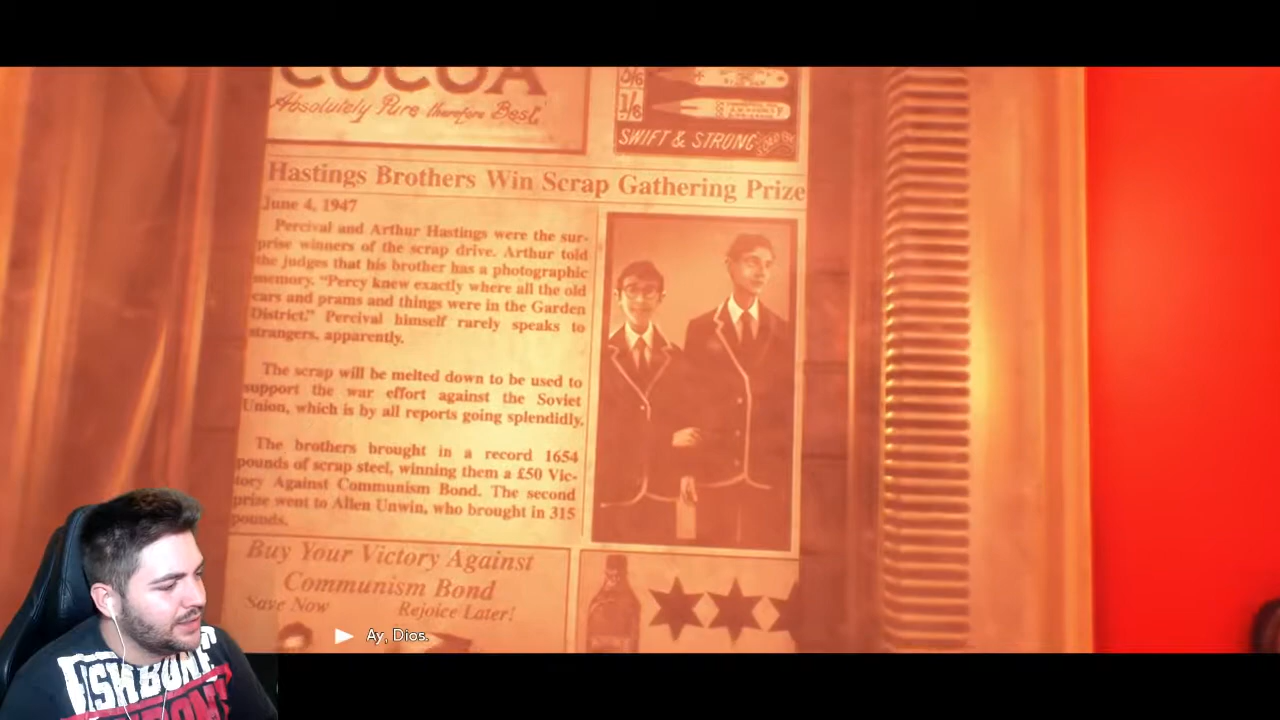 COCOA
Absolutely Pure therefore Best
1/8
SWIFT & STRONG
Hastings Brothers Win Scrap Gathering Prize
June 4, 1947
Percival and Arthur Hastings were the sur-
prise winners of the scrap drive. Arthur told
the judges that his brother has a photographic
memory. "Percy knew exactly where all the old
cars and prams and things were in the Garden
District." Percival himself rarely speaks to
strangers, apparently.
The scrap will be melted down to be used to
support the war effort against the Soviet
Union, which is by all reports going splendidly.
The brothers brought in a record 1654
pounds of scrap steel, winning them a £50 Vic-
tory Against Communism Bond. The second
prize went to Allen Unwin, who brought in 315
pounds.
Buy Your Victory Against
Communism Bond
Save Now
Rejoice Later!
Ay, Dios.